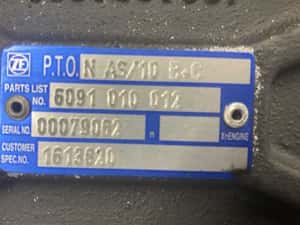 ZF P.T.O. N AS/10 B+C
PARTS LIST
NO. 6091 010 012
SERIAL NO. 00079062 n = x n-ENGINE
CUSTOMER
SPEC. NO. 1613620